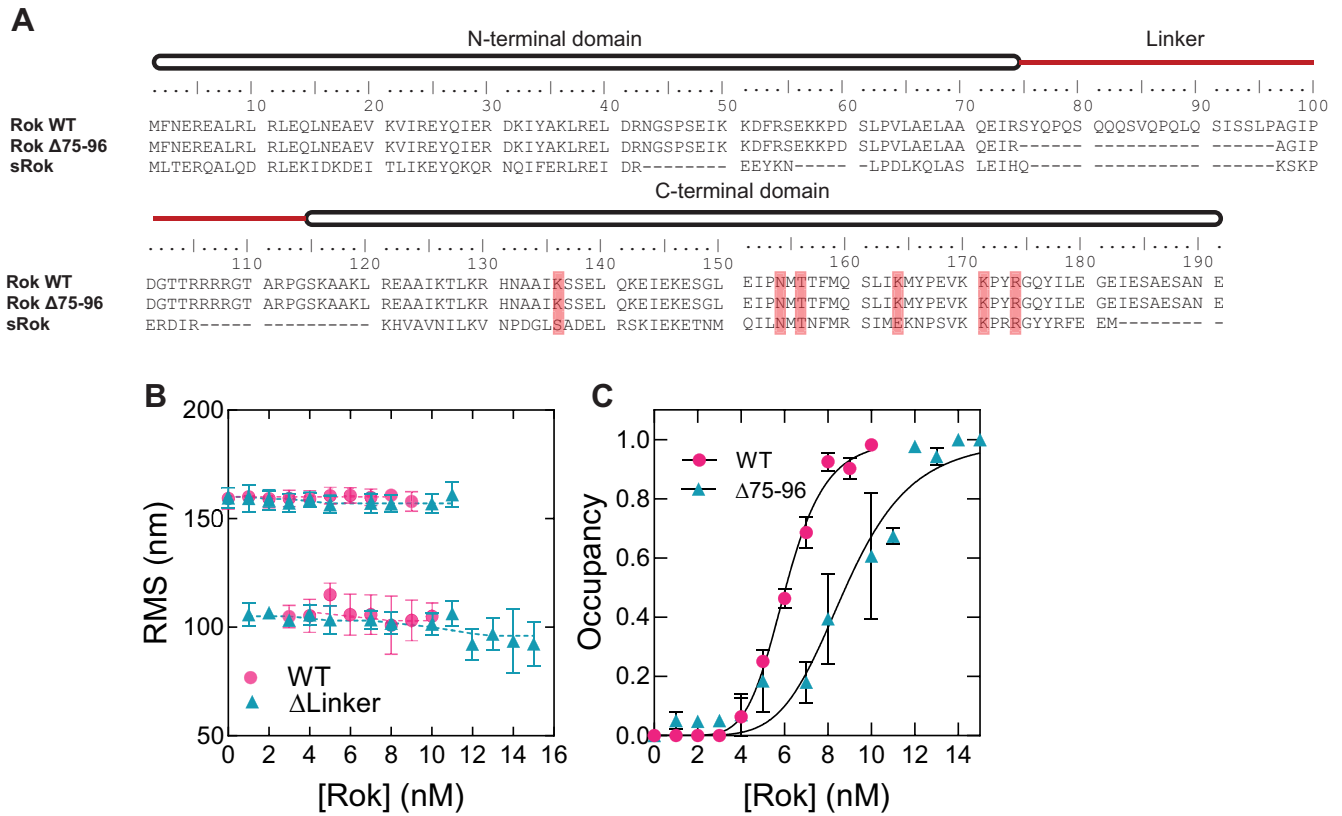 A
N-terminal domain Linker
10 20 30 40 50 60 70 80 90 100
Rok WT MFNEREALRL RLEQLNEAEV KVIREYQIER DKIYAKLREL DRNGSPSEIK KDFRSEKKPD SLPVLAELAA QEIRSYQPQS QQQSVQPQLQ SISSLPAGIP
Rok Δ75-96 MFNEREALRL RLEQLNEAEV KVIREYQIER DKIYAKLREL DRNGSPSEIK KDFRSEKKPD SLPVLAELAA QEIR------ ---------- ------AGIP
sRok MLTERQALQD RLEKIDKDEI TLIKEYQKQR NQIFERLREL DR-------- --EEYKN--- --LPDLKQLAS LEIHQ----- ---------- ------KSKP
C-terminal domain
110 120 130 140 150 160 170 180 190
Rok WT DGTTRRRRGT ARPGSKAAKL REAAIKTLKR HNAAIKSSEL QKEIEKESGL EIPNMTTFMQ SLIKMYPEVK KPYRGQYILE GEIESAESAN E
Rok Δ75-96 DGTTRRRRGT ARPGSKAAKL REAAIKTLKR HNAAIKSSEL QKEIEKESGL EIPNMTTFMQ SLIKMYPEVK KPYRGQYILE GEIESAESAN E
sRok ERDIR----- ---------- KHVAVNILKV NPDGLSADEL RSKIEKETNM QILNMTNFMR SIMEKNPSVK KPRRGYYRFE EM-------- -
B
200
150
100
50
RMS (nm)
WT
ΔLinker
0 2 4 6 8 10 12 14 16
[Rok] (nM)
C
1.0
0.8
0.6
0.4
0.2
0.0
Occupancy
WT
Δ75-96
0 2 4 6 8 10 12 14
[Rok] (nM)